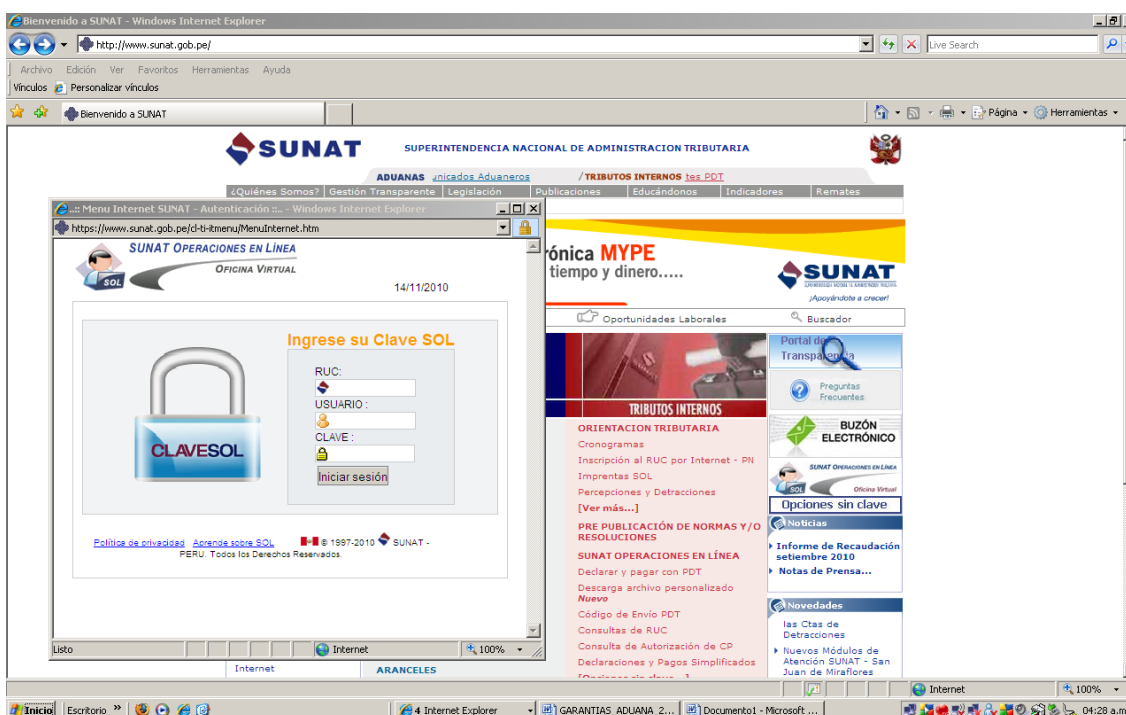 Bienvenido a SUNAT - Windows Internet Explorer
http://www.sunat.gob.pe/
Live Search
Archivo Edición Ver Favoritos Herramientas Ayuda
Vínculos Personalizar vínculos
Bienvenido a SUNAT
Página Herramientas
SUNAT
SUPERINTENDENCIA NACIONAL DE ADMINISTRACION TRIBUTARIA
ADUANAS unicados Aduaneros / TRIBUTOS INTERNOS tes PDT
¿Quiénes Somos? Gestión Transparente Legislación Publicaciones Educándonos Indicadores Remates
..:: Menu Internet SUNAT - Autenticación ::.. - Windows Internet Explorer
https://www.sunat.gob.pe/cl-ti-itmenu/MenuInternet.htm
SUNAT OPERACIONES EN LÍNEA
OFICINA VIRTUAL
SOL
14/11/2010
Ingrese su Clave SOL
RUC:
USUARIO :
CLAVE :
Iniciar sesión
CLAVESOL
Política de privacidad Aprende sobre SOL © 1997-2010 SUNAT -
PERU. Todos los Derechos Reservados.
Listo
Internet
100%
rónica MYPE
tiempo y dinero.....
SUNAT
¡Apoyándote a crecer!
Oportunidades Laborales
Buscador
TRIBUTOS INTERNOS
ORIENTACION TRIBUTARIA
Cronogramas
Inscripción al RUC por Internet - PN
Imprentas SOL
Percepciones y Detracciones
[Ver más...]
PRE PUBLICACIÓN DE NORMAS Y/O
RESOLUCIONES
SUNAT OPERACIONES EN LÍNEA
Declarar y pagar con PDT
Descarga archivo personalizado
Nuevo
Código de Envío PDT
Consultas de RUC
Consulta de Autorización de CP
Declaraciones y Pagos Simplificados
[Opciones sin clave...]
Portal de
Transparencia
Preguntas
Frecuentes
BUZÓN
ELECTRÓNICO
SUNAT OPERACIONES EN LÍNEA
SOL
Oficina Virtual
Opciones sin clave
Noticias
Informe de Recaudación
setiembre 2010
Notas de Prensa...
Novedades
las Ctas de
Detracciones
Nuevos Módulos de
Atención SUNAT - San
Juan de Miraflores
Internet
ARANCELES
Internet
100%
Inicio
Escritorio »
4 Internet Explorer
GARANTIAS_ADUANA_2...
Documento1 - Microsoft ...
04:28 a.m